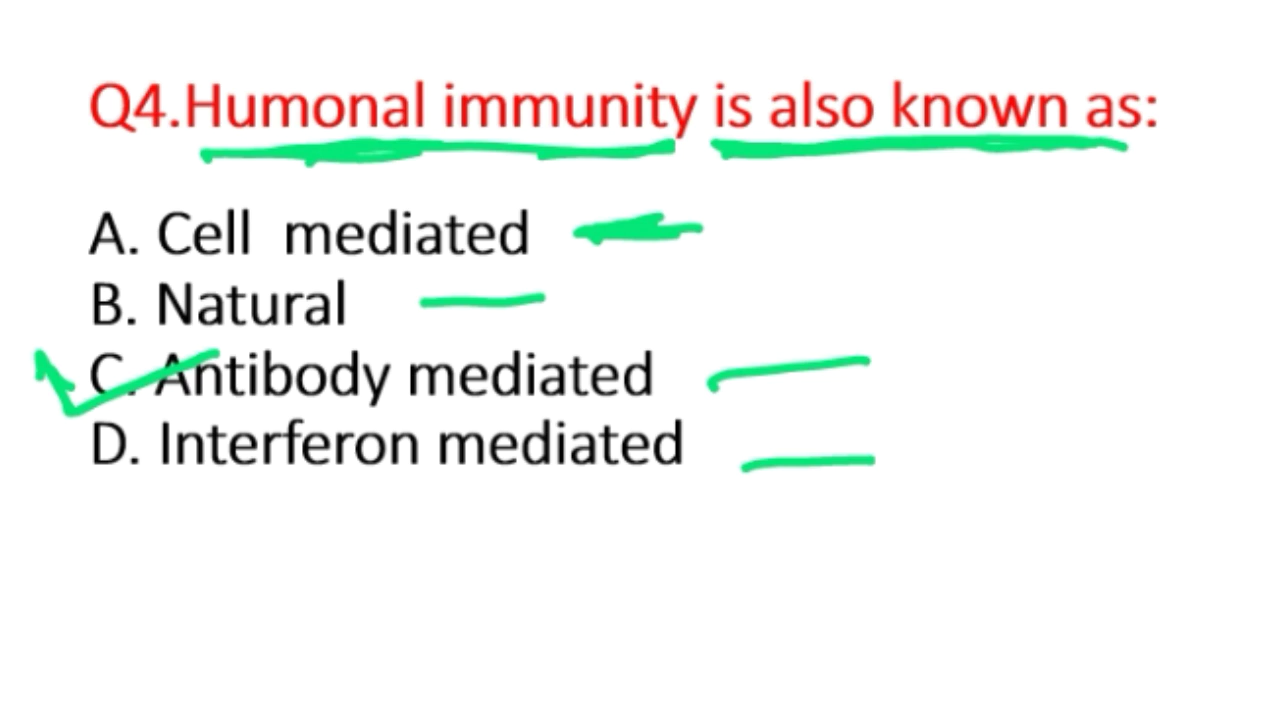 Q4.Humonal immunity is also known as:
A. Cell  mediated
B. Natural
C. Antibody mediated
D. Interferon mediated